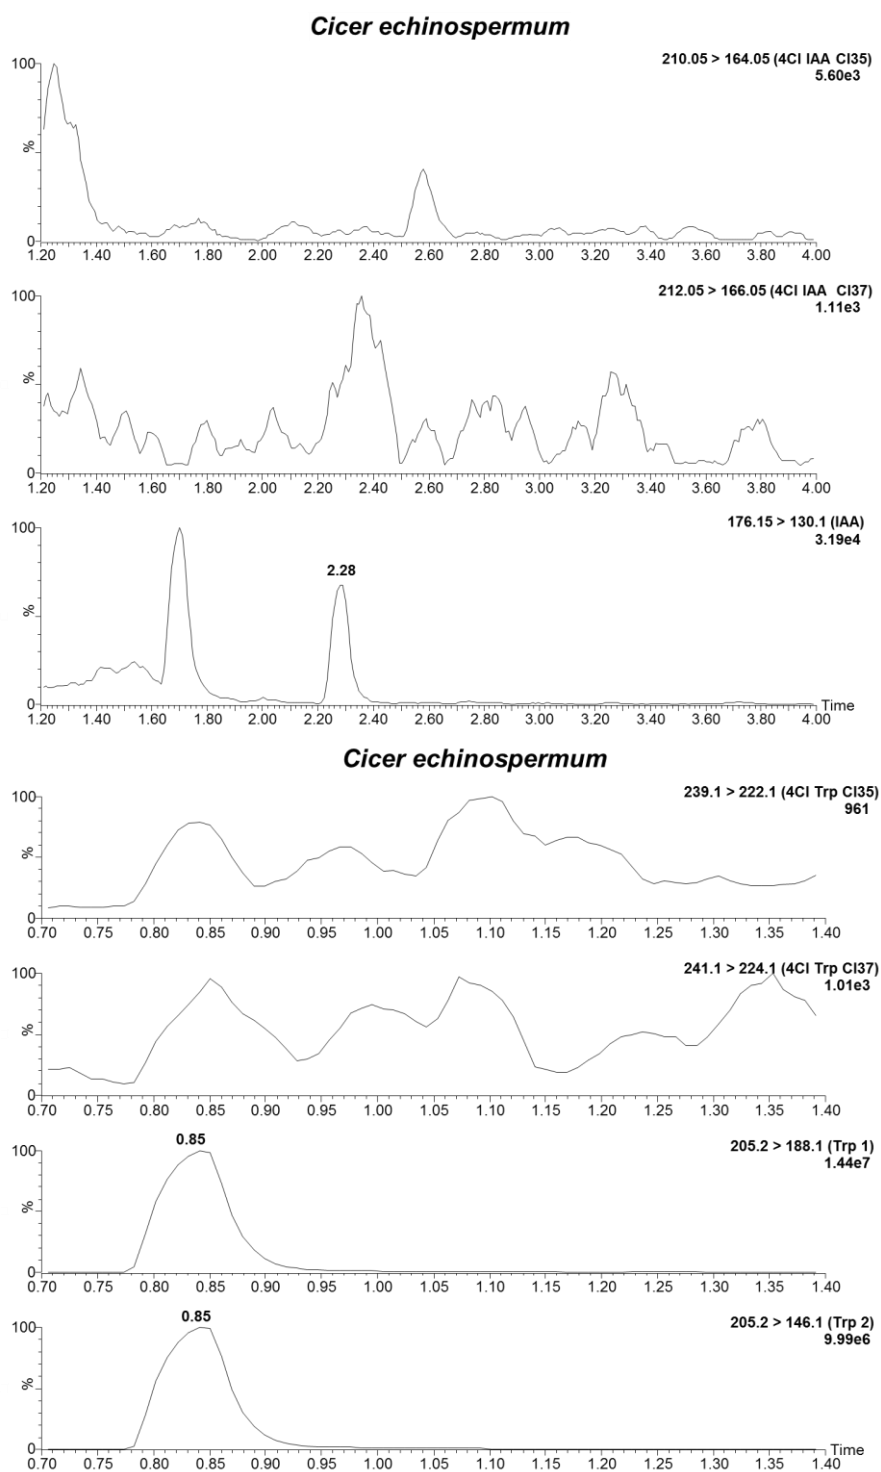 Cicer echinospermum
210.05 > 164.05 (4Cl IAA Cl35)
5.60e3
100
%
0
1.20 1.40 1.60 1.80 2.00 2.20 2.40 2.60 2.80 3.00 3.20 3.40 3.60 3.80 4.00
212.05 > 166.05 (4Cl IAA Cl37)
1.11e3
100
%
0
1.20 1.40 1.60 1.80 2.00 2.20 2.40 2.60 2.80 3.00 3.20 3.40 3.60 3.80 4.00
176.15 > 130.1 (IAA)
3.19e4
100
2.28
%
0
Time
1.20 1.40 1.60 1.80 2.00 2.20 2.40 2.60 2.80 3.00 3.20 3.40 3.60 3.80 4.00
Cicer echinospermum
239.1 > 222.1 (4Cl Trp Cl35)
961
100
%
0
0.70 0.75 0.80 0.85 0.90 0.95 1.00 1.05 1.10 1.15 1.20 1.25 1.30 1.35 1.40
241.1 > 224.1 (4Cl Trp Cl37)
1.01e3
100
%
0
0.70 0.75 0.80 0.85 0.90 0.95 1.00 1.05 1.10 1.15 1.20 1.25 1.30 1.35 1.40
0.85
205.2 > 188.1 (Trp 1)
1.44e7
100
%
0
0.70 0.75 0.80 0.85 0.90 0.95 1.00 1.05 1.10 1.15 1.20 1.25 1.30 1.35 1.40
0.85
205.2 > 146.1 (Trp 2)
9.99e6
100
%
0
Time
0.70 0.75 0.80 0.85 0.90 0.95 1.00 1.05 1.10 1.15 1.20 1.25 1.30 1.35 1.40